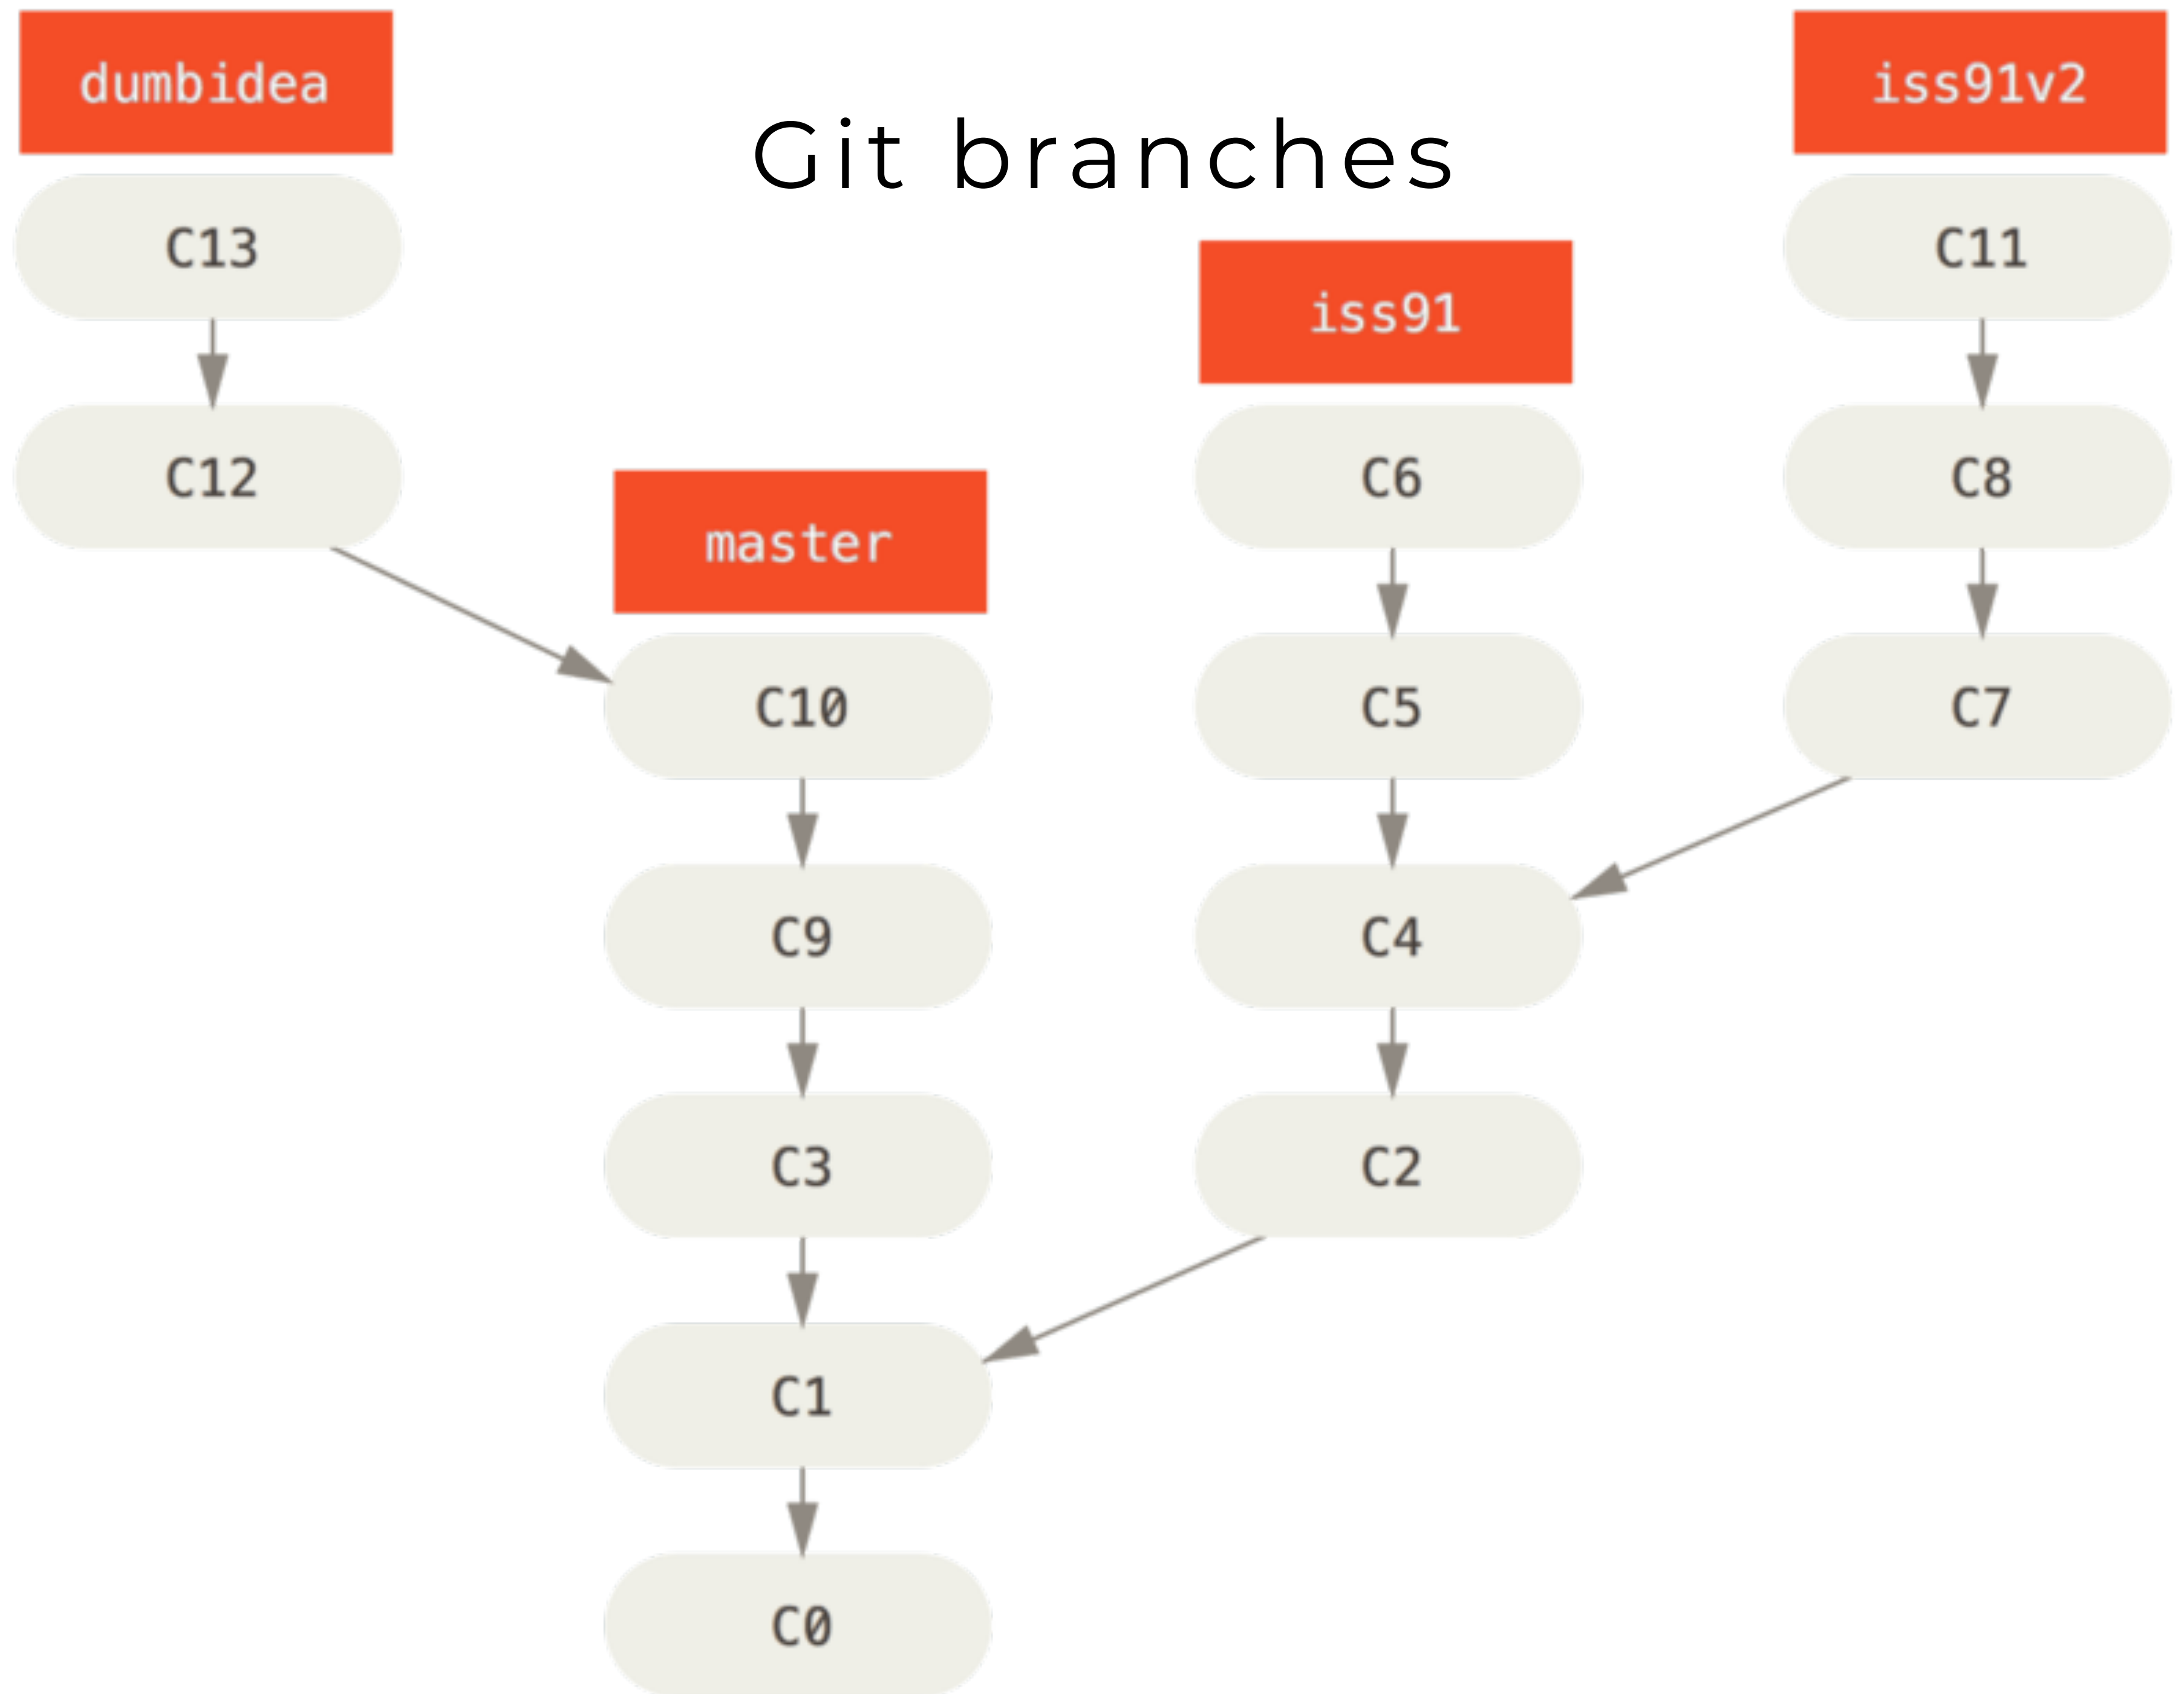 dumbidea
iss91v2
Git branches
C13
C11
iss91
C12
C6
C8
master
C10
C5
C7
C9
C4
C3
C2
C1
C0